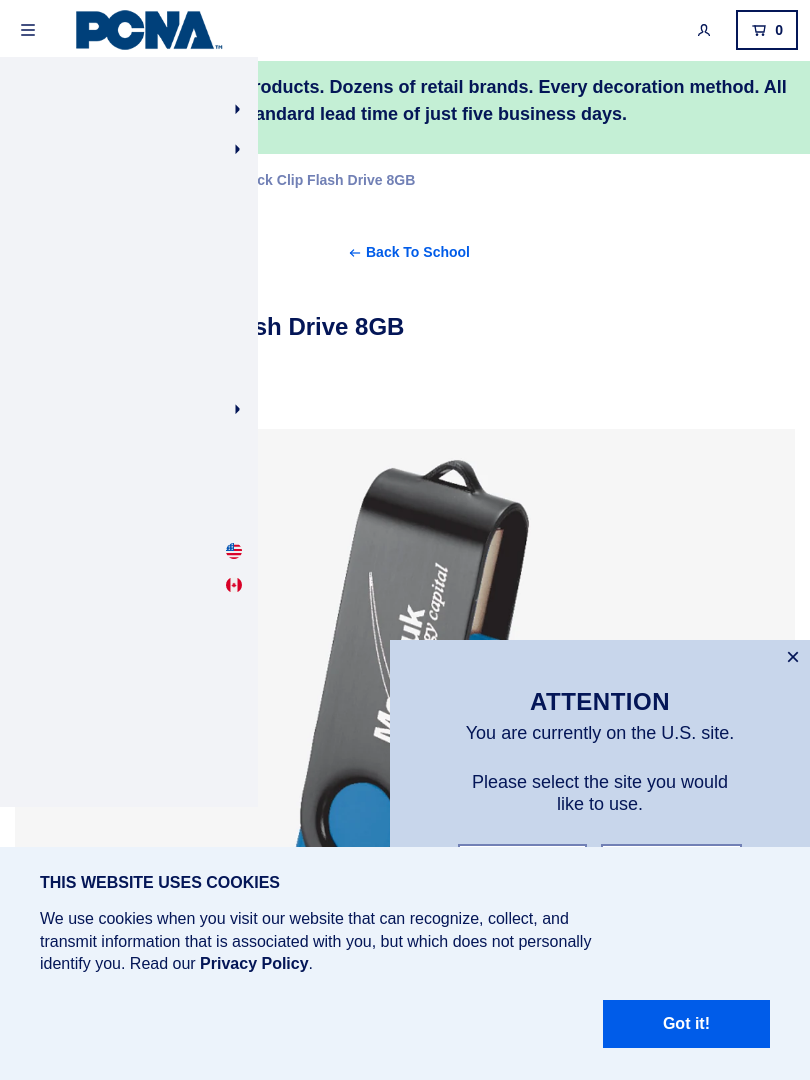 PCNA™
0
roducts. Dozens of retail brands. Every decoration method. All
andard lead time of just five business days.
ck Clip Flash Drive 8GB
← Back To School
sh Drive 8GB
uk
gy capital
ATTENTION
You are currently on the U.S. site.
Please select the site you would
like to use.
THIS WEBSITE USES COOKIES
We use cookies when you visit our website that can recognize, collect, and
transmit information that is associated with you, but which does not personally
identify you. Read our Privacy Policy.
Got it!